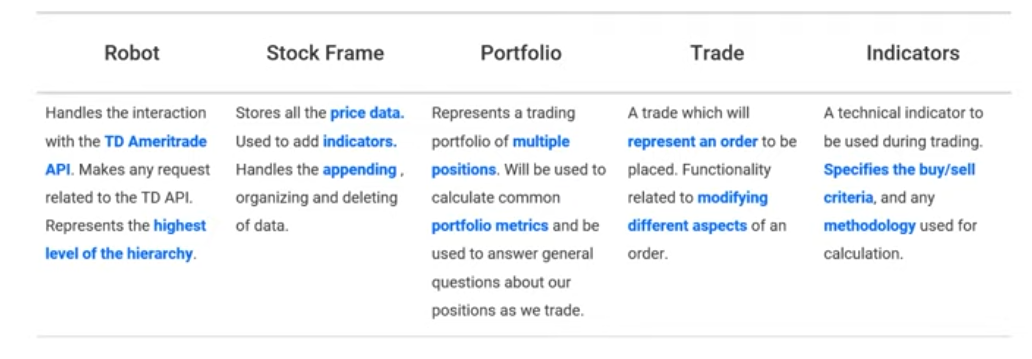 Robot
Stock Frame
Portfolio
Trade
Indicators
Handles the interaction
with the TD Ameritrade
API. Makes any request
related to the TD API.
Represents the highest
level of the hierarchy.
Stores all the price data.
Used to add indicators.
Handles the appending ,
organizing and deleting
of data.
Represents a trading
portfolio of multiple
positions. Will be used to
calculate common
portfolio metrics and be
used to answer general
questions about our
positions as we trade.
A trade which will
represent an order to be
placed. Functionality
related to modifying
different aspects of an
order.
A technical indicator to
be used during trading.
Specifies the buy/sell
criteria, and any
methodology used for
calculation.